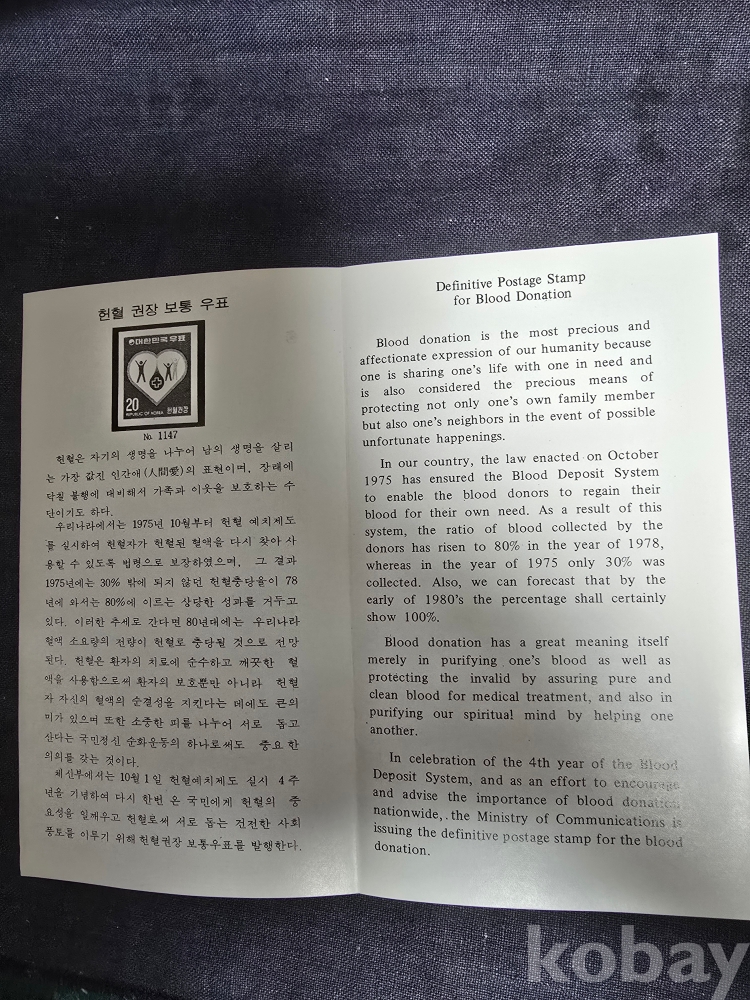 헌혈 권장 보통 우표
대한민국우표
20
REPUBLIC OF KOREA 헌혈권장
No. 1147
헌혈은 자기의 생명을 나누어 남의 생명을 살리
는 가장 값진 인간애(人間愛)의 표현이며, 장래에
닥칠 불행에 대비해서 가족과 이웃을 보호하는 수
단이기도 하다.
우리나라에서는 1975년 10월부터 헌혈 예치제도
를 실시하여 헌혈자가 헌혈된 혈액을 다시 찾아 사
용할 수 있도록 법령으로 보장하였으며, 그 결과
1975년에는 30% 밖에 되지 않던 헌혈충당율이 78
년에 와서는 80%에 이르는 상당한 성과를 거두고
있다. 이러한 추세로 간다면 80년대에는 우리나라
혈액 소요량의 전량이 헌혈로 충당될 것으로 전망
된다. 헌혈은 환자의 치료에 순수하고 깨끗한 혈
액을 사용함으로써 환자의 보호뿐만 아니라 헌혈
자 자신의 혈액의 순결성을 지킨다는 데에도 큰의
미가 있으며 또한 소중한 피를 나누어 서로 돕고
산다는 국민정신 순화운동의 하나로써도 중요 한
의의를 갖는 것이다.
체신부에서는 10월 1일 헌혈예치제도 실시 4주
년을 기념하여 다시 한번 온 국민에게 헌혈의 중
요성을 일깨우고 헌혈로써 서로 돕는 건전한 사회
풍토를 이루기 위해 헌혈권장 보통우표를 발행한다.
Definitive Postage Stamp
for Blood Donation
Blood donation is the most precious and
affectionate expression of our humanity because
one is sharing one's life with one in need and
is also considered the precious means of
protecting not only one's own family member
but also one's neighbors in the event of possible
unfortunate happenings.
In our country, the law enacted on October
1975 has ensured the Blood Deposit System
to enable the blood donors to regain their
blood for their own need. As a result of this
system, the ratio of blood collected by the
donors has risen to 80% in the year of 1978,
whereas in the year of 1975 only 30% was
collected. Also, we can forecast that by the
early of 1980's the percentage shall certainly
show 100%.
Blood donation has a great meaning itself
merely in purifying one's blood as well as
protecting the invalid by assuring pure and
clean blood for medical treatment, and also in
purifying our spiritual mind by helping one
another.
In celebration of the 4th year of the Blood
Deposit System, and as an effort to encourage
and advise the importance of blood donation
nationwide, the Ministry of Communications is
issuing the definitive postage stamp for the blood
donation.
kobay